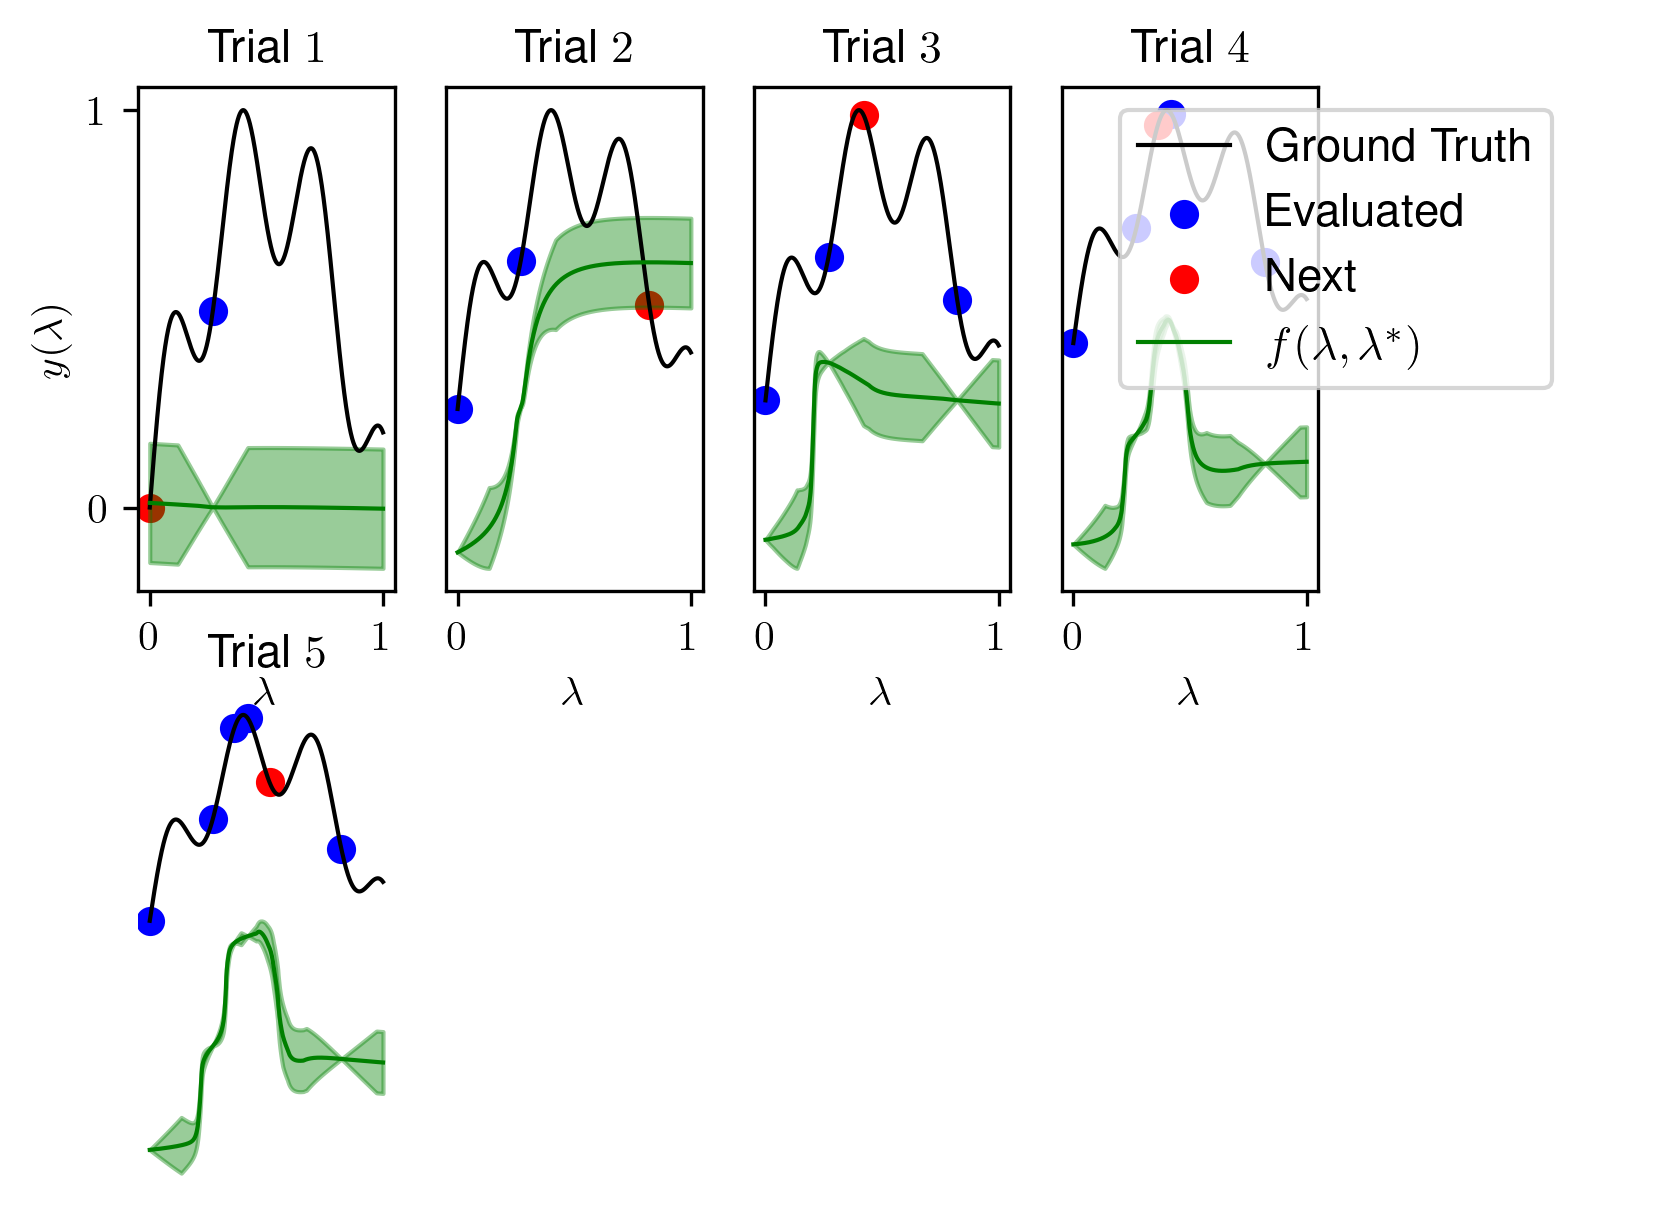 Trial 1
Trial 2
Trial 3
Trial 4
1
0
y(λ)
0 1
0 1
0 1
0 1
λ
λ
λ
λ
Ground Truth
Evaluated
Next
f(λ, λ*)
Trial 5